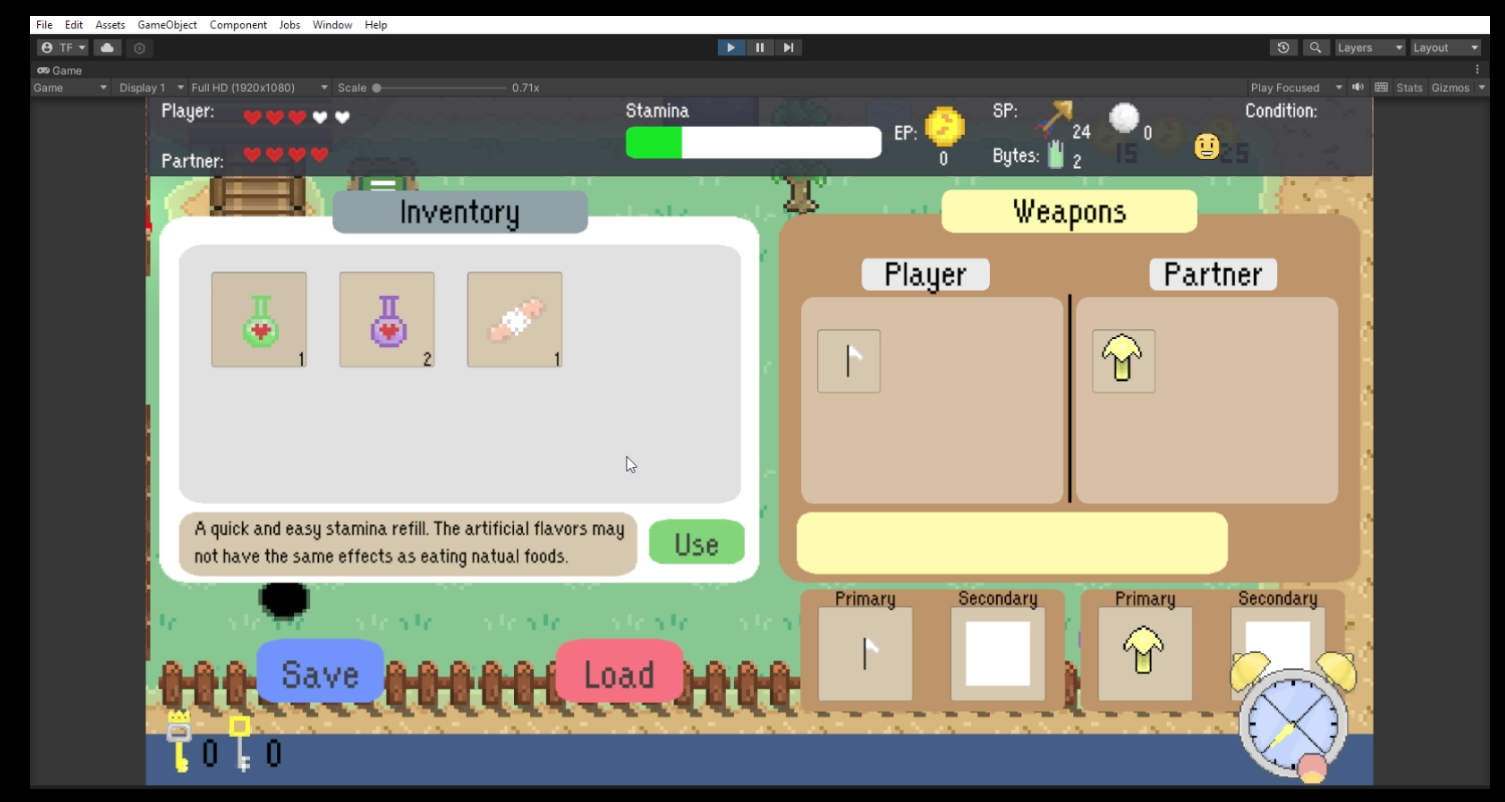 File Edit Assets GameObject Component Jobs Window Help
TF Layers Layout
Game
Game Display 1 Full HD (1920x1080) Scale 0.71x Play Focused Stats Gizmos
Player: Stamina EP: 0 SP: 24 0 Condition:
Partner: Bytes: 2 15 25
Inventory
1 2 1
A quick and easy stamina refill. The artificial flavors may
not have the same effects as eating natual foods.
Use
Weapons
Player Partner
Primary Secondary Primary Secondary
Save Load
0 0